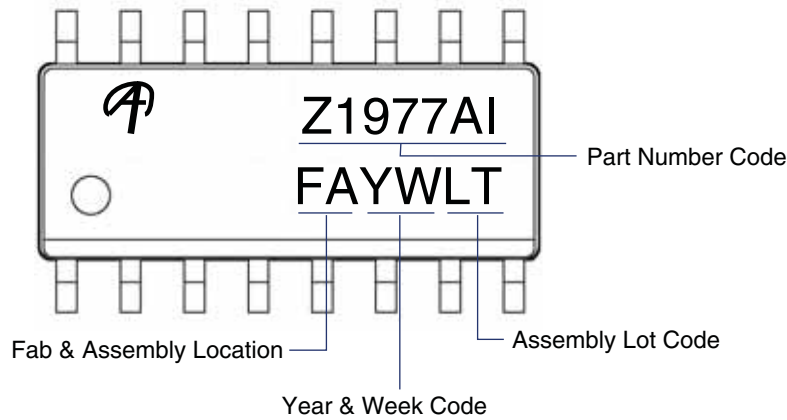 Z1977AI
Part Number Code
FAYWLT
Fab & Assembly Location
Assembly Lot Code
Year & Week Code